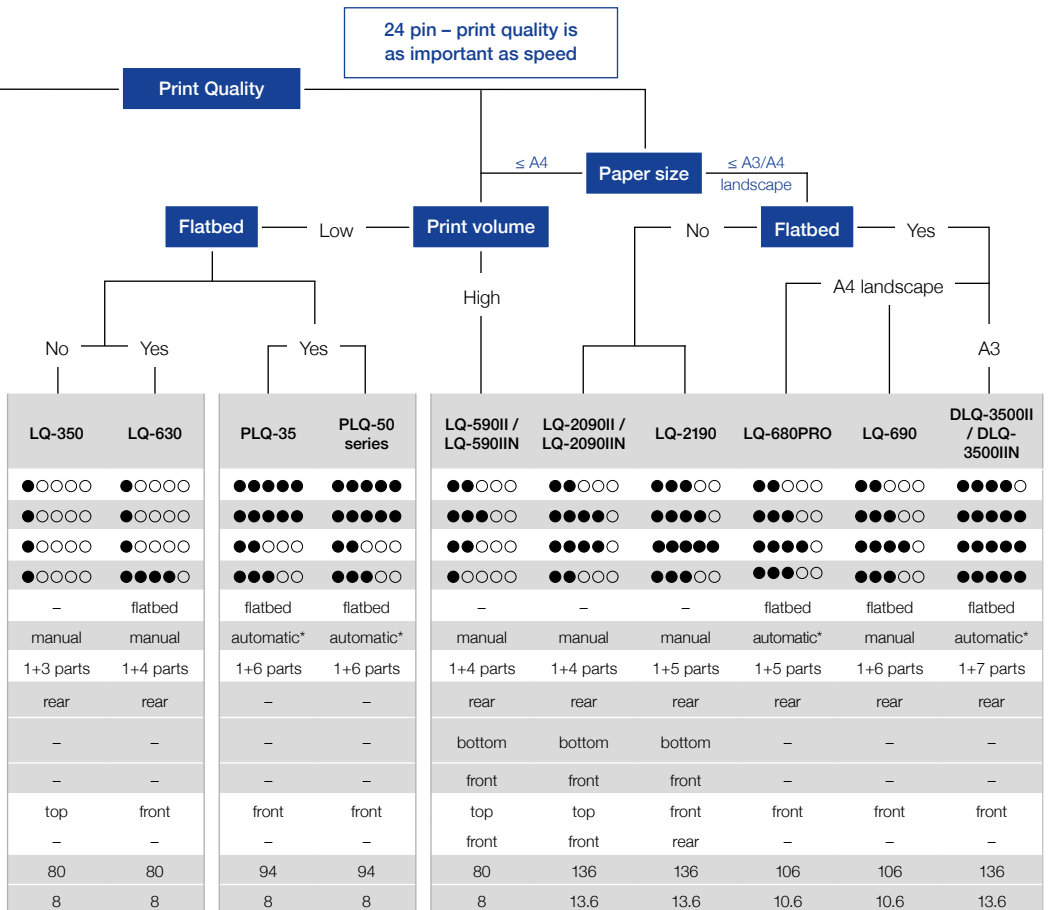 24 pin – print quality is
as important as speed
Print Quality
≤ A4
Paper size
≤ A3/A4
landscape
Flatbed
Low
Print volume
No
Flatbed
Yes
High
A4 landscape
No
Yes
Yes
A3
LQ-350
LQ-630
PLQ-35
PLQ-50
series
LQ-590II /
LQ-590IIN
LQ-2090II /
LQ-2090IIN
LQ-2190
LQ-680PRO
LQ-690
DLQ-3500II
/ DLQ-
3500IIN
●○○○○ ●○○○○ ●●●●● ●●●●● ●●○○○ ●●○○○ ●●●○○ ●●○○○ ●●○○○ ●●●●○
●○○○○ ●○○○○ ●●●●● ●●●●● ●●●○○ ●●●●○ ●●●●○ ●●●○○ ●●●○○ ●●●●●
●○○○○ ●○○○○ ●●○○○ ●●○○○ ●●○○○ ●●●●○ ●●●●● ●●●●○ ●●●●○ ●●●●●
●○○○○ ●●●●○ ●●●○○ ●●●○○ ●○○○○ ●●○○○ ●●●○○ ●●●○○ ●●●○○ ●●●●●
– flatbed flatbed flatbed – – – flatbed flatbed flatbed
manual manual automatic* automatic* manual manual manual automatic* manual automatic*
1+3 parts 1+4 parts 1+6 parts 1+6 parts 1+4 parts 1+4 parts 1+5 parts 1+5 parts 1+6 parts 1+7 parts
rear rear – – rear rear rear rear rear rear
– – – – bottom bottom bottom – – –
– – – – front front front – – –
top front front front top top front front front front
– – – – front front rear – – –
80 80 94 94 80 136 136 106 106 136
8 8 8 8 8 13.6 13.6 10.6 10.6 13.6